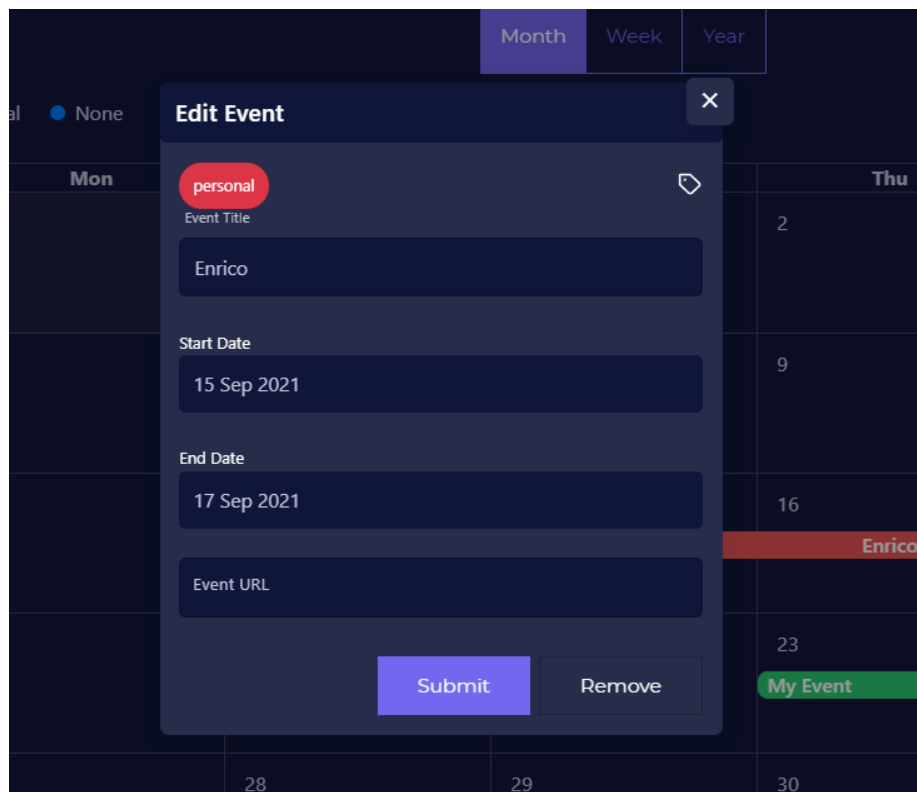 Month Week Year
al None
Edit Event
Mon Thu
personal
Event Title
2
Enrico
Start Date
15 Sep 2021
9
End Date
17 Sep 2021
16
Enrico
Event URL
23
Submit Remove
My Event
28 29 30